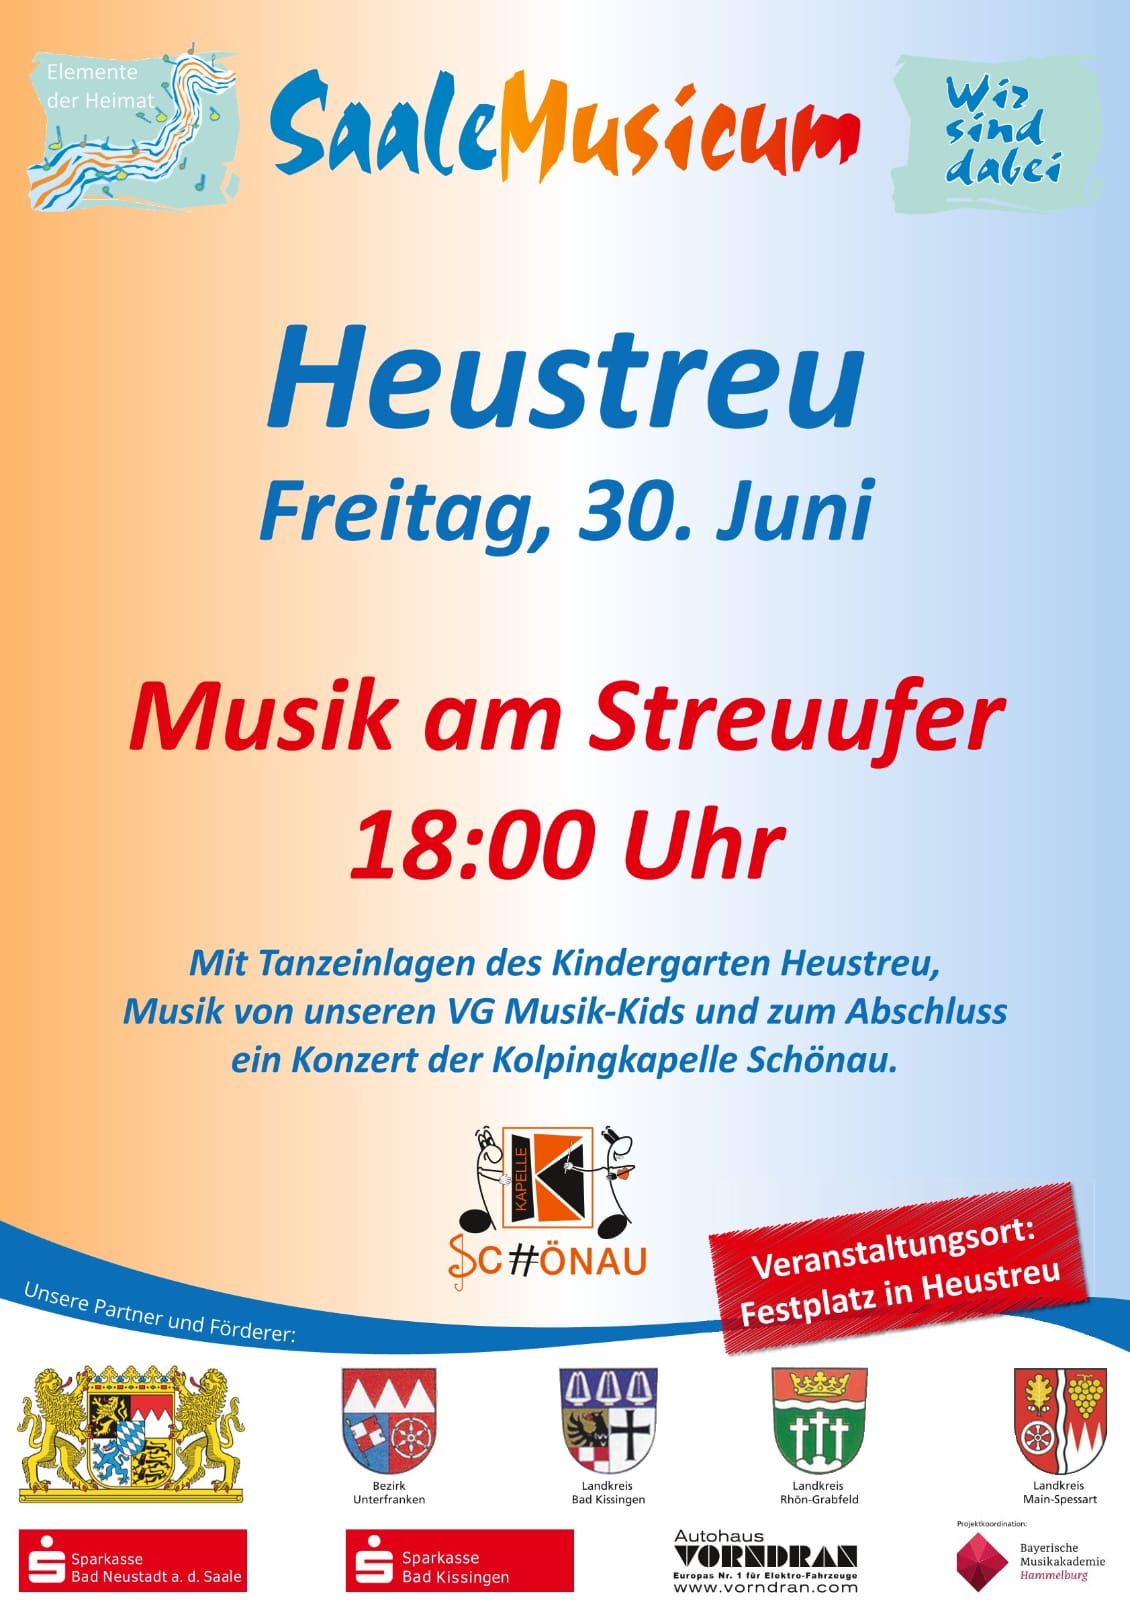 Elemente
der Heimat
SaaleMusicum
Wir
sind
dabei
Heustreu
Freitag, 30. Juni
Musik am Streuufer
18:00 Uhr
Mit Tanzeinlagen des Kindergarten Heustreu,
Musik von unseren VG Musik-Kids und zum Abschluss
ein Konzert der Kolpingkapelle Schönau.
KAPELLE
K
SCHÖNAU
Veranstaltungsort:
Festplatz in Heustreu
Unsere Partner und Förderer:
Bezirk
Unterfranken
Landkreis
Bad Kissingen
Landkreis
Rhön-Grabfeld
Landkreis
Main-Spessart
Sparkasse
Bad Neustadt a. d. Saale
Sparkasse
Bad Kissingen
Autohaus
VORNDRAN
Europas Nr. 1 für Elektro-Fahrzeuge
www.vorndran.com
Projektkoordination:
Bayerische
Musikakademie
Hammelburg